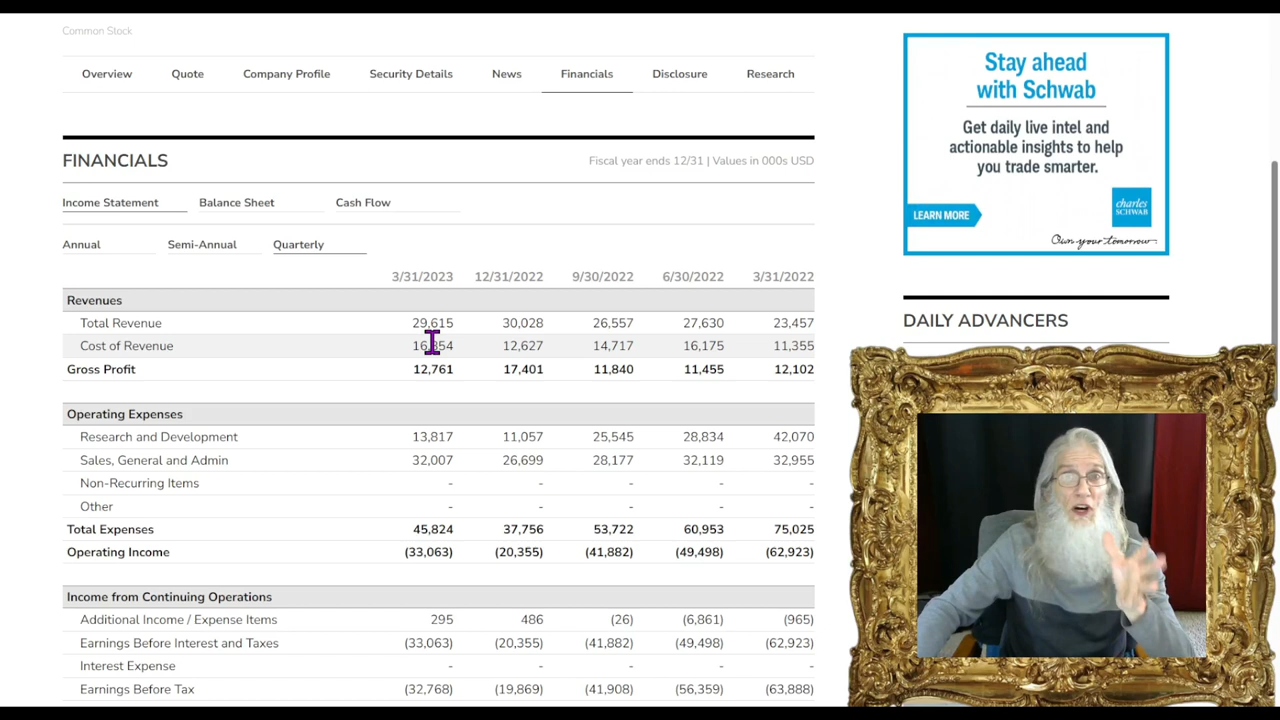 Common Stock
Overview Quote Company Profile Security Details News Financials Disclosure Research
FINANCIALS Fiscal year ends 12/31 | Values in 000s USD
Income Statement Balance Sheet Cash Flow
Annual Semi-Annual Quarterly
3/31/2023 12/31/2022 9/30/2022 6/30/2022 3/31/2022
Revenues
Total Revenue 29,615 30,028 26,557 27,630 23,457
Cost of Revenue 16,854 12,627 14,717 16,175 11,355
Gross Profit 12,761 17,401 11,840 11,455 12,102
Operating Expenses
Research and Development 13,817 11,057 25,545 28,834 42,070
Sales, General and Admin 32,007 26,699 28,177 32,119 32,955
Non-Recurring Items - - - - -
Other - - - - -
Total Expenses 45,824 37,756 53,722 60,953 75,025
Operating Income (33,063) (20,355) (41,882) (49,498) (62,923)
Income from Continuing Operations
Additional Income / Expense Items 295 486 (26) (6,861) (965)
Earnings Before Interest and Taxes (33,063) (20,355) (41,882) (49,498) (62,923)
Interest Expense - - - - -
Earnings Before Tax (32,768) (19,869) (41,908) (56,359) (63,888)
Stay ahead
with Schwab
Get daily live intel and
actionable insights to help
you trade smarter.
LEARN MORE
charles
SCHWAB
Own your tomorrow.
DAILY ADVANCERS